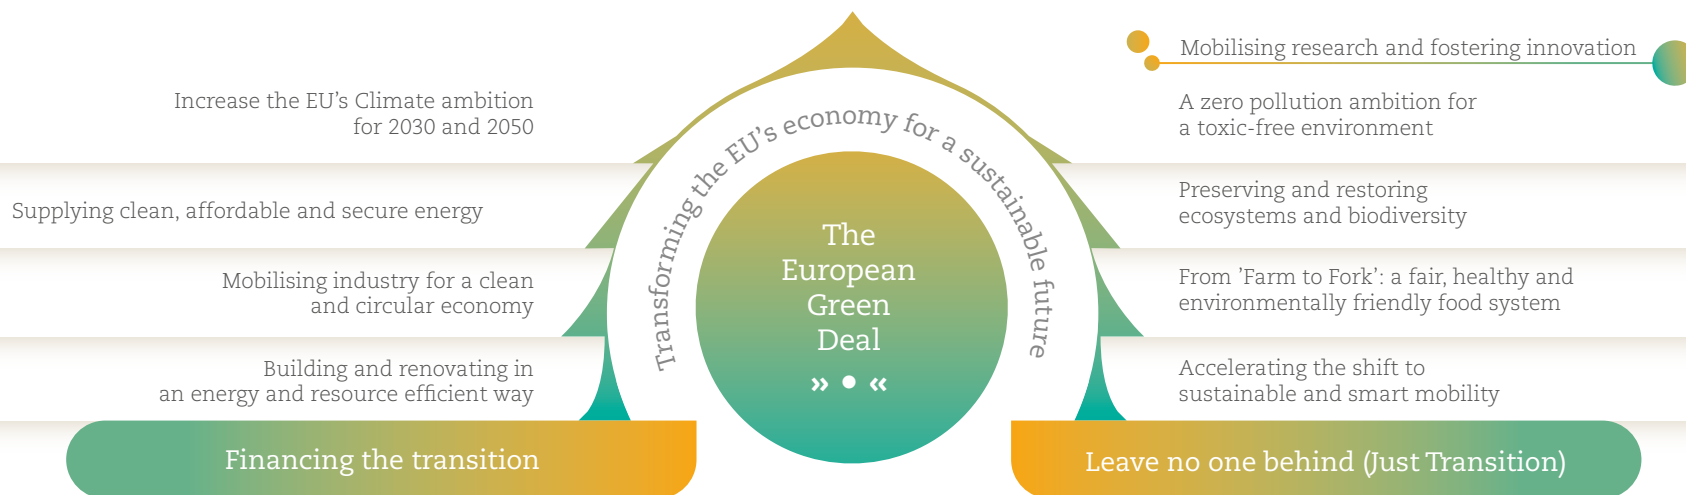 Mobilising research and fostering innovation
Increase the EU's Climate ambition
for 2030 and 2050
Supplying clean, affordable and secure energy
Mobilising industry for a clean
and circular economy
Building and renovating in
an energy and resource efficient way
Transforming the EU's economy for a sustainable future
The
European
Green
Deal
A zero pollution ambition for
a toxic-free environment
Preserving and restoring
ecosystems and biodiversity
From 'Farm to Fork': a fair, healthy and
environmentally friendly food system
Accelerating the shift to
sustainable and smart mobility
Financing the transition
Leave no one behind (Just Transition)